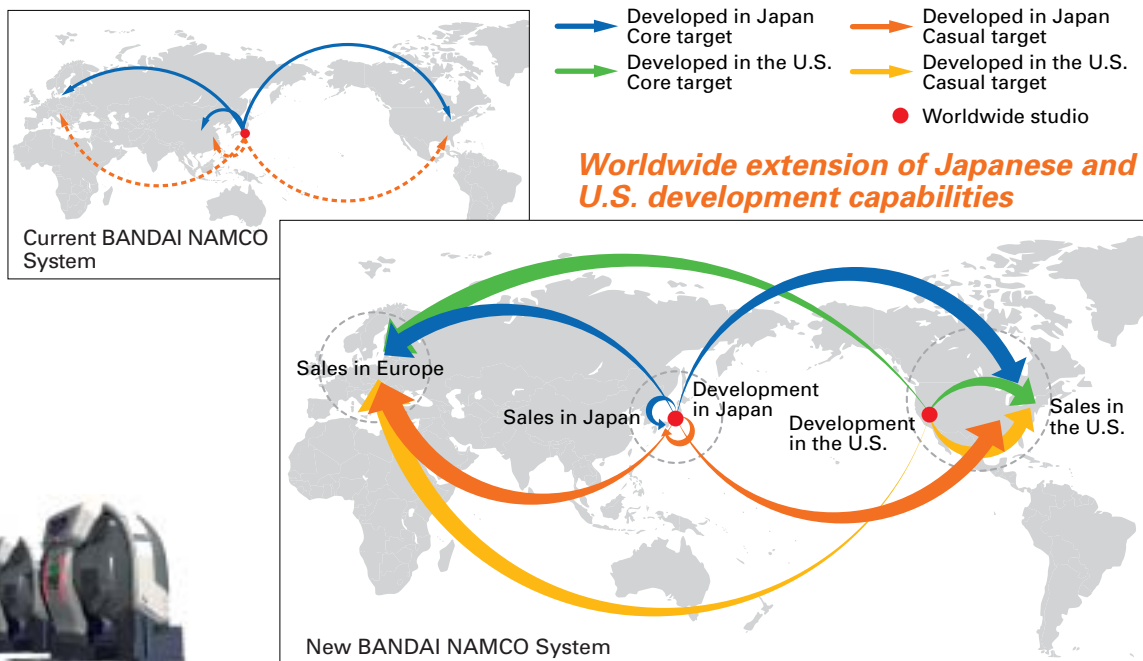 Developed in Japan
Core target
Developed in Japan
Casual target
Developed in the U.S.
Core target
Developed in the U.S.
Casual target
Worldwide studio
Worldwide extension of Japanese and
U.S. development capabilities
Current BANDAI NAMCO
System
Sales in Europe
Sales in Japan
Development
in Japan
Development
in the U.S.
Sales in
the U.S.
New BANDAI NAMCO System